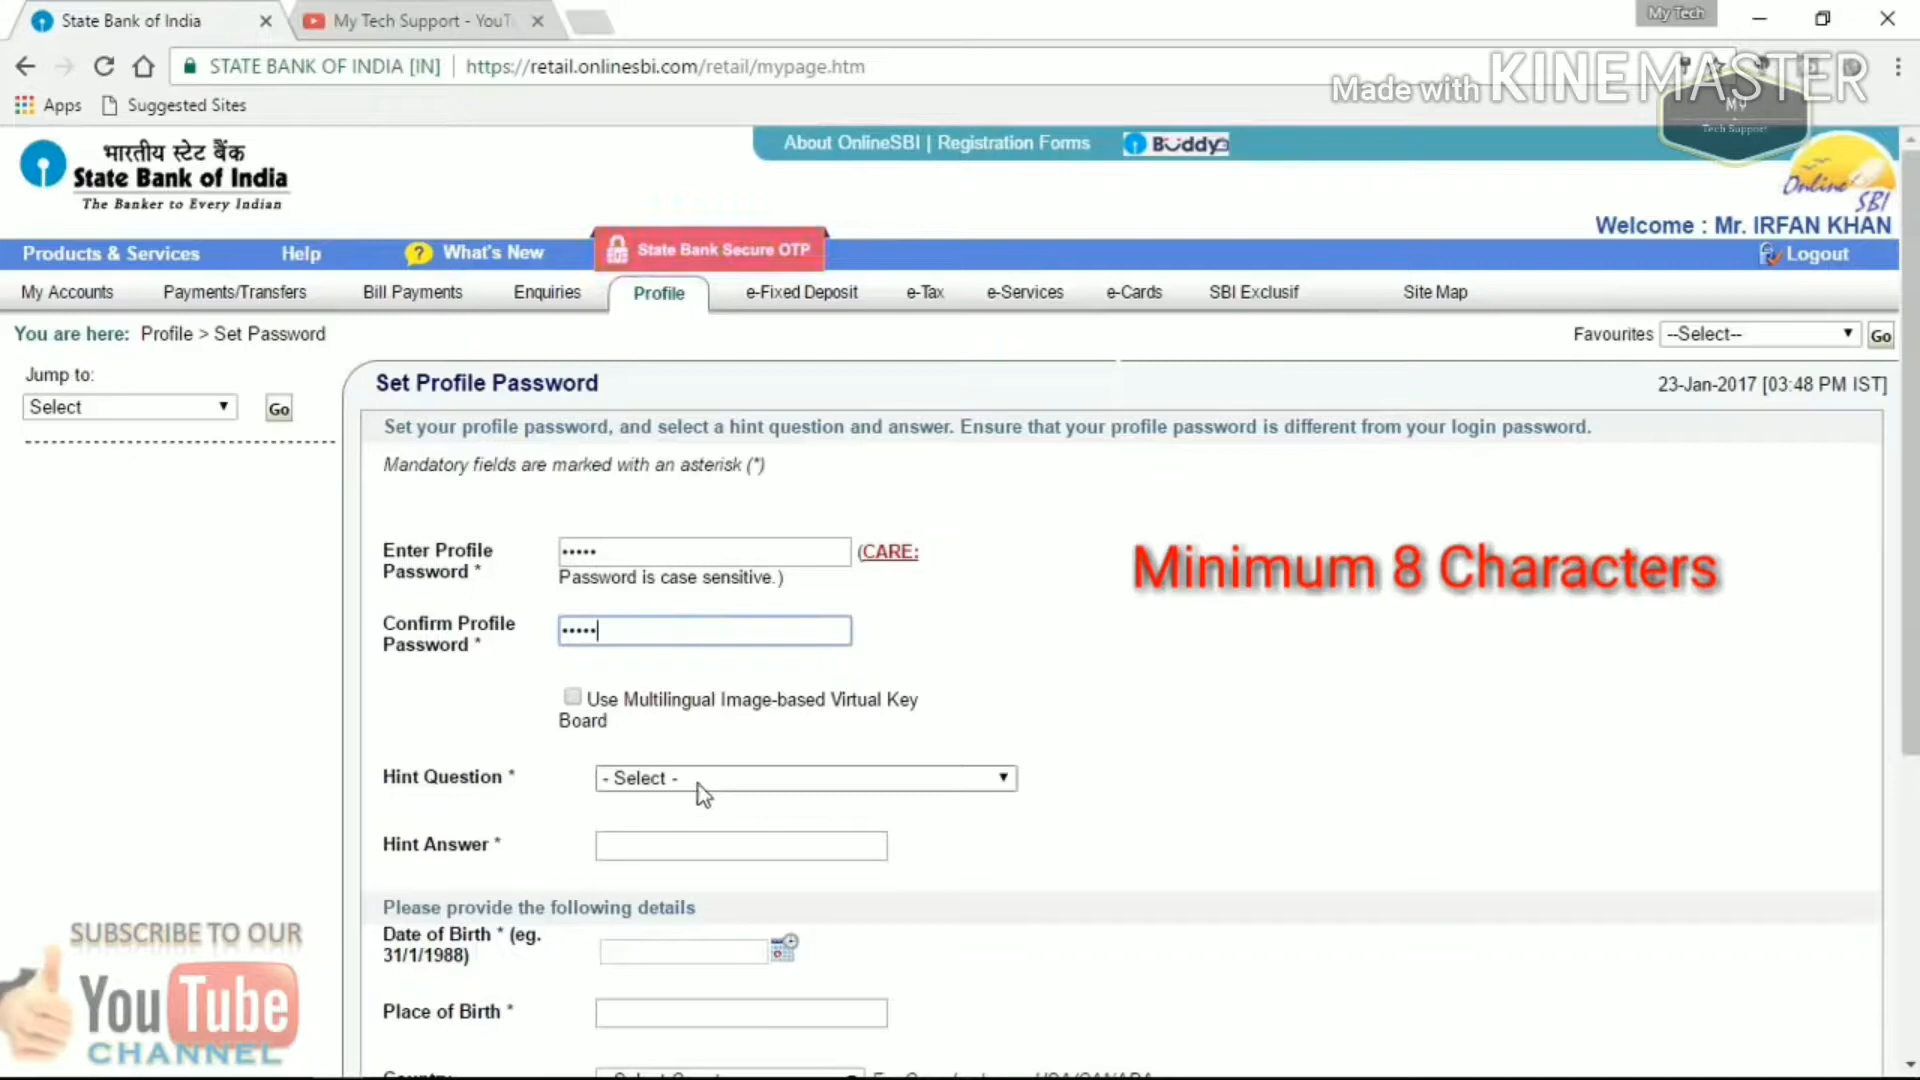 State Bank of India
My Tech Support - YouT
My Tech
STATE BANK OF INDIA [IN]
https://retail.onlinesbi.com/retail/mypage.htm
Made with KINEMASTER
Apps
Suggested Sites
MY
Tech Support
About OnlineSBI | Registration Forms
Buddy
भारतीय स्टेट बैंक
State Bank of India
The Banker to Every Indian
Online SBI
Welcome : Mr. IRFAN KHAN
Products & Services
Help
? What's New
State Bank Secure OTP
Logout
My Accounts
Payments/Transfers
Bill Payments
Enquiries
Profile
e-Fixed Deposit
e-Tax
e-Services
e-Cards
SBI Exclusif
Site Map
You are here: Profile > Set Password
Favourites --Select-- Go
Jump to:
Select Go
Set Profile Password
23-Jan-2017 [03:48 PM IST]
Set your profile password, and select a hint question and answer. Ensure that your profile password is different from your login password.
Mandatory fields are marked with an asterisk (*)
Enter Profile
Password *
••••• (CARE:
Password is case sensitive.)
Minimum 8 Characters
Confirm Profile
Password *
•••••
Use Multilingual Image-based Virtual Key
Board
Hint Question * - Select -
Hint Answer *
Please provide the following details
Date of Birth * (eg.
31/1/1988)
Place of Birth *
SUBSCRIBE TO OUR
YouTube
CHANNEL